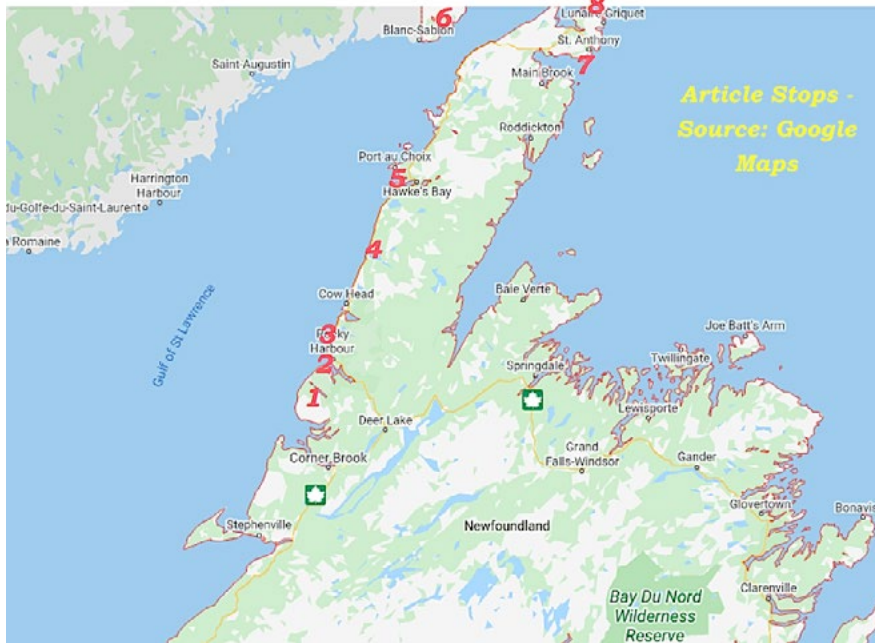 6
Blanc-Sablon
8
Lunaire-Griquet
St. Anthony
7
Saint-Augustin
Main Brook
Article Stops -
Source: Google
Maps
Roddickton
Port au Choix
5
Hawke's Bay
Harrington
Harbour
du-Golfe-du-Saint-Laurent
a Romaine
4
Cow Head
Baie Verte
Gulf of St Lawrence
3
Rocky
Harbour
2
Joe Batt's Arm
Twillingate
Springdale
1
Lewisporte
Deer Lake
Grand
Falls-Windsor
Gander
Corner Brook
Glovertown
Bonavis
Stephenville
Newfoundland
Clarenville
Bay Du Nord
Wilderness
Reserve